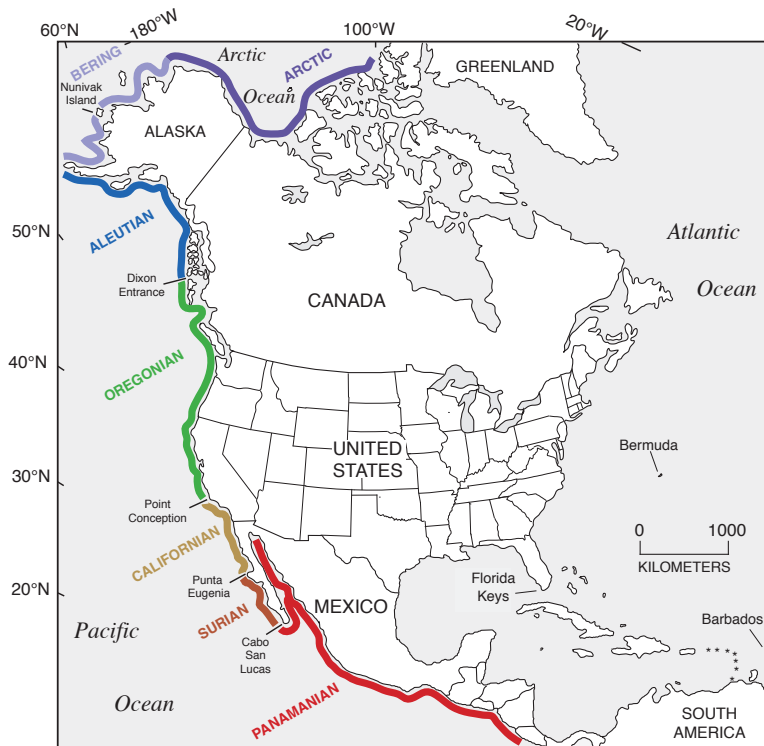 60°N
180°W
100°W
20°W
BERING
Arctic
Ocean
ARCTIC
GREENLAND
Nunivak
Island
ALASKA
ALEUTIAN
50°N
Atlantic
Ocean
Dixon
Entrance
CANADA
OREGONIAN
40°N
UNITED
STATES
Bermuda
30°N
Point
Conception
CALIFORNIAN
0 1000
KILOMETERS
Punta
Eugenia
Florida
Keys
20°N
SURIAN
MEXICO
Barbados
Pacific
Ocean
Cabo
San
Lucas
PANAMANIAN
SOUTH
AMERICA